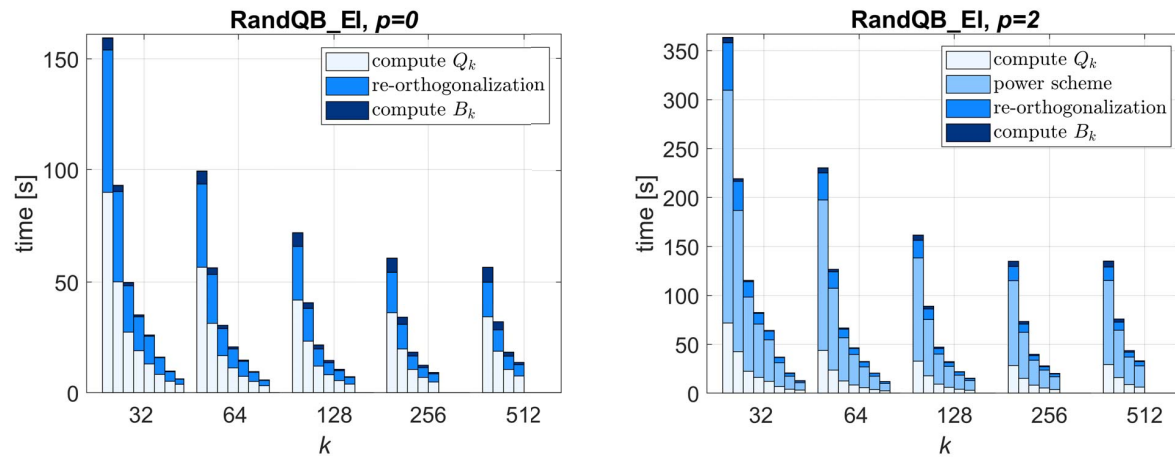 RandQB_EI, p=0
150
100
50
0
time [s]
compute Q_k
re-orthogonalization
compute B_k
32 64 128 256 512
k
RandQB_EI, p=2
350
300
250
200
150
100
50
0
time [s]
compute Q_k
power scheme
re-orthogonalization
compute B_k
32 64 128 256 512
k